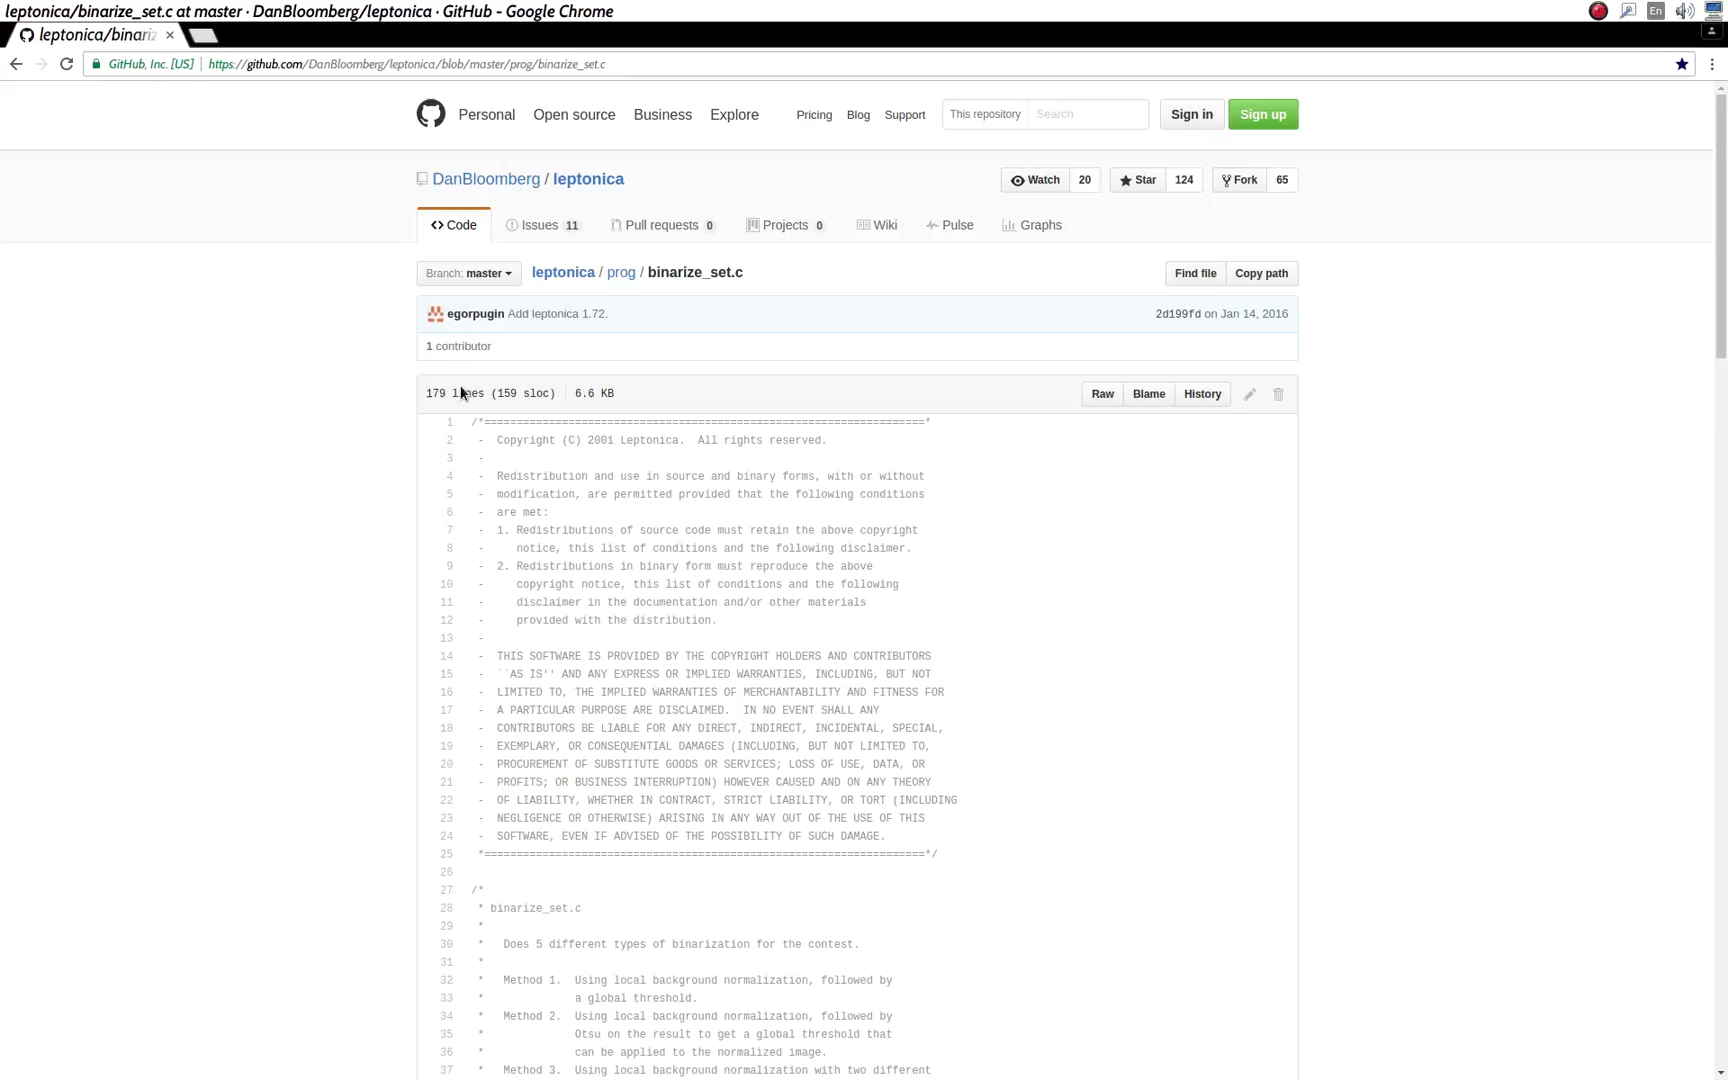 leptonica/binarize_set.c at master · DanBloomberg/leptonica · GitHub - Google Chrome
En
leptonica/binariz
GitHub, Inc. [US] https://github.com/DanBloomberg/leptonica/blob/master/prog/binarize_set.c
Personal Open source Business Explore Pricing Blog Support This repository Search Sign in Sign up
DanBloomberg / leptonica Watch 20 Star 124 Fork 65
Code Issues 11 Pull requests 0 Projects 0 Wiki Pulse Graphs
Branch: master leptonica / prog / binarize_set.c Find file Copy path
egorpugin Add leptonica 1.72. 2d199fd on Jan 14, 2016
1 contributor
179 lines (159 sloc) 6.6 KB Raw Blame History
1 /*====================================================================*
2 - Copyright (C) 2001 Leptonica. All rights reserved.
3 -
4 - Redistribution and use in source and binary forms, with or without
5 - modification, are permitted provided that the following conditions
6 - are met:
7 - 1. Redistributions of source code must retain the above copyright
8 - notice, this list of conditions and the following disclaimer.
9 - 2. Redistributions in binary form must reproduce the above
10 - copyright notice, this list of conditions and the following
11 - disclaimer in the documentation and/or other materials
12 - provided with the distribution.
13 -
14 - THIS SOFTWARE IS PROVIDED BY THE COPYRIGHT HOLDERS AND CONTRIBUTORS
15 - ``AS IS'' AND ANY EXPRESS OR IMPLIED WARRANTIES, INCLUDING, BUT NOT
16 - LIMITED TO, THE IMPLIED WARRANTIES OF MERCHANTABILITY AND FITNESS FOR
17 - A PARTICULAR PURPOSE ARE DISCLAIMED. IN NO EVENT SHALL ANY
18 - CONTRIBUTORS BE LIABLE FOR ANY DIRECT, INDIRECT, INCIDENTAL, SPECIAL,
19 - EXEMPLARY, OR CONSEQUENTIAL DAMAGES (INCLUDING, BUT NOT LIMITED TO,
20 - PROCUREMENT OF SUBSTITUTE GOODS OR SERVICES; LOSS OF USE, DATA, OR
21 - PROFITS; OR BUSINESS INTERRUPTION) HOWEVER CAUSED AND ON ANY THEORY
22 - OF LIABILITY, WHETHER IN CONTRACT, STRICT LIABILITY, OR TORT (INCLUDING
23 - NEGLIGENCE OR OTHERWISE) ARISING IN ANY WAY OUT OF THE USE OF THIS
24 - SOFTWARE, EVEN IF ADVISED OF THE POSSIBILITY OF SUCH DAMAGE.
25 *====================================================================*/
26
27 /*
28 * binarize_set.c
29 *
30 * Does 5 different types of binarization for the contest.
31 *
32 * Method 1. Using local background normalization, followed by
33 * a global threshold.
34 * Method 2. Using local background normalization, followed by
35 * Otsu on the result to get a global threshold that
36 * can be applied to the normalized image.
37 * Method 3. Using local background normalization with two different